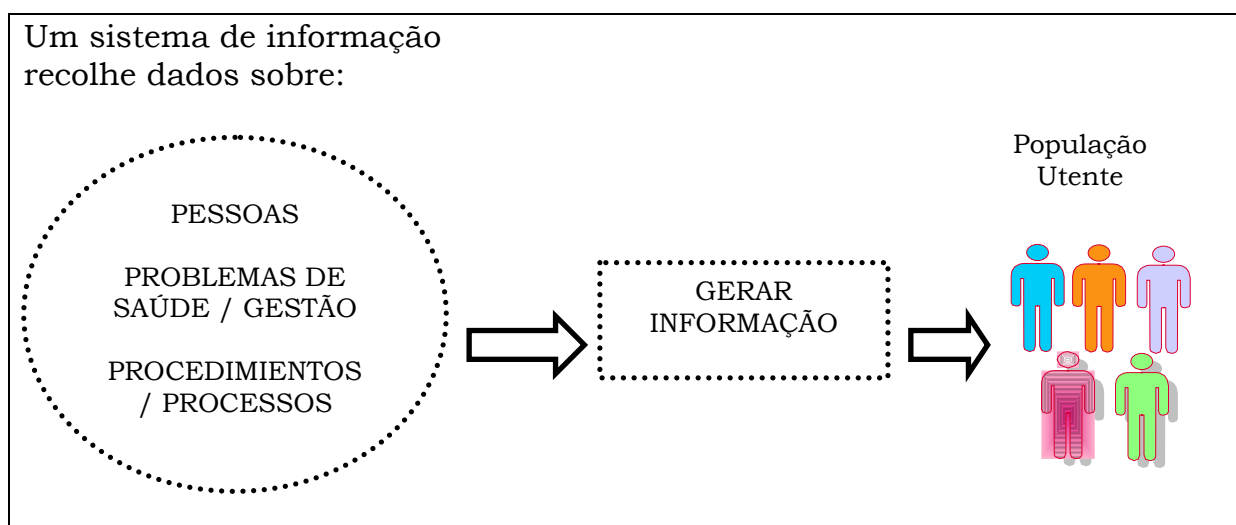 Um sistema de informação
recolhe dados sobre:
População
Utente
PESSOAS
PROBLEMAS DE
SAÚDE / GESTÃO
PROCEDIMIENTOS
/ PROCESSOS
GERAR
INFORMAÇÃO